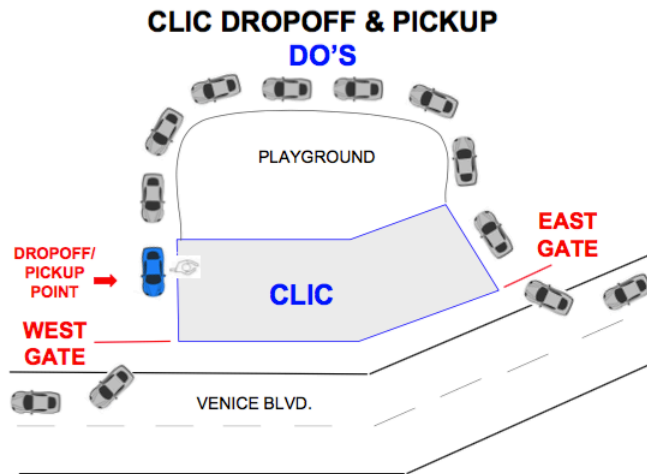 CLIC DROPOFF & PICKUP
DO'S
PLAYGROUND
EAST
GATE
DROPOFF/
PICKUP
POINT
CLIC
WEST
GATE
VENICE BLVD.